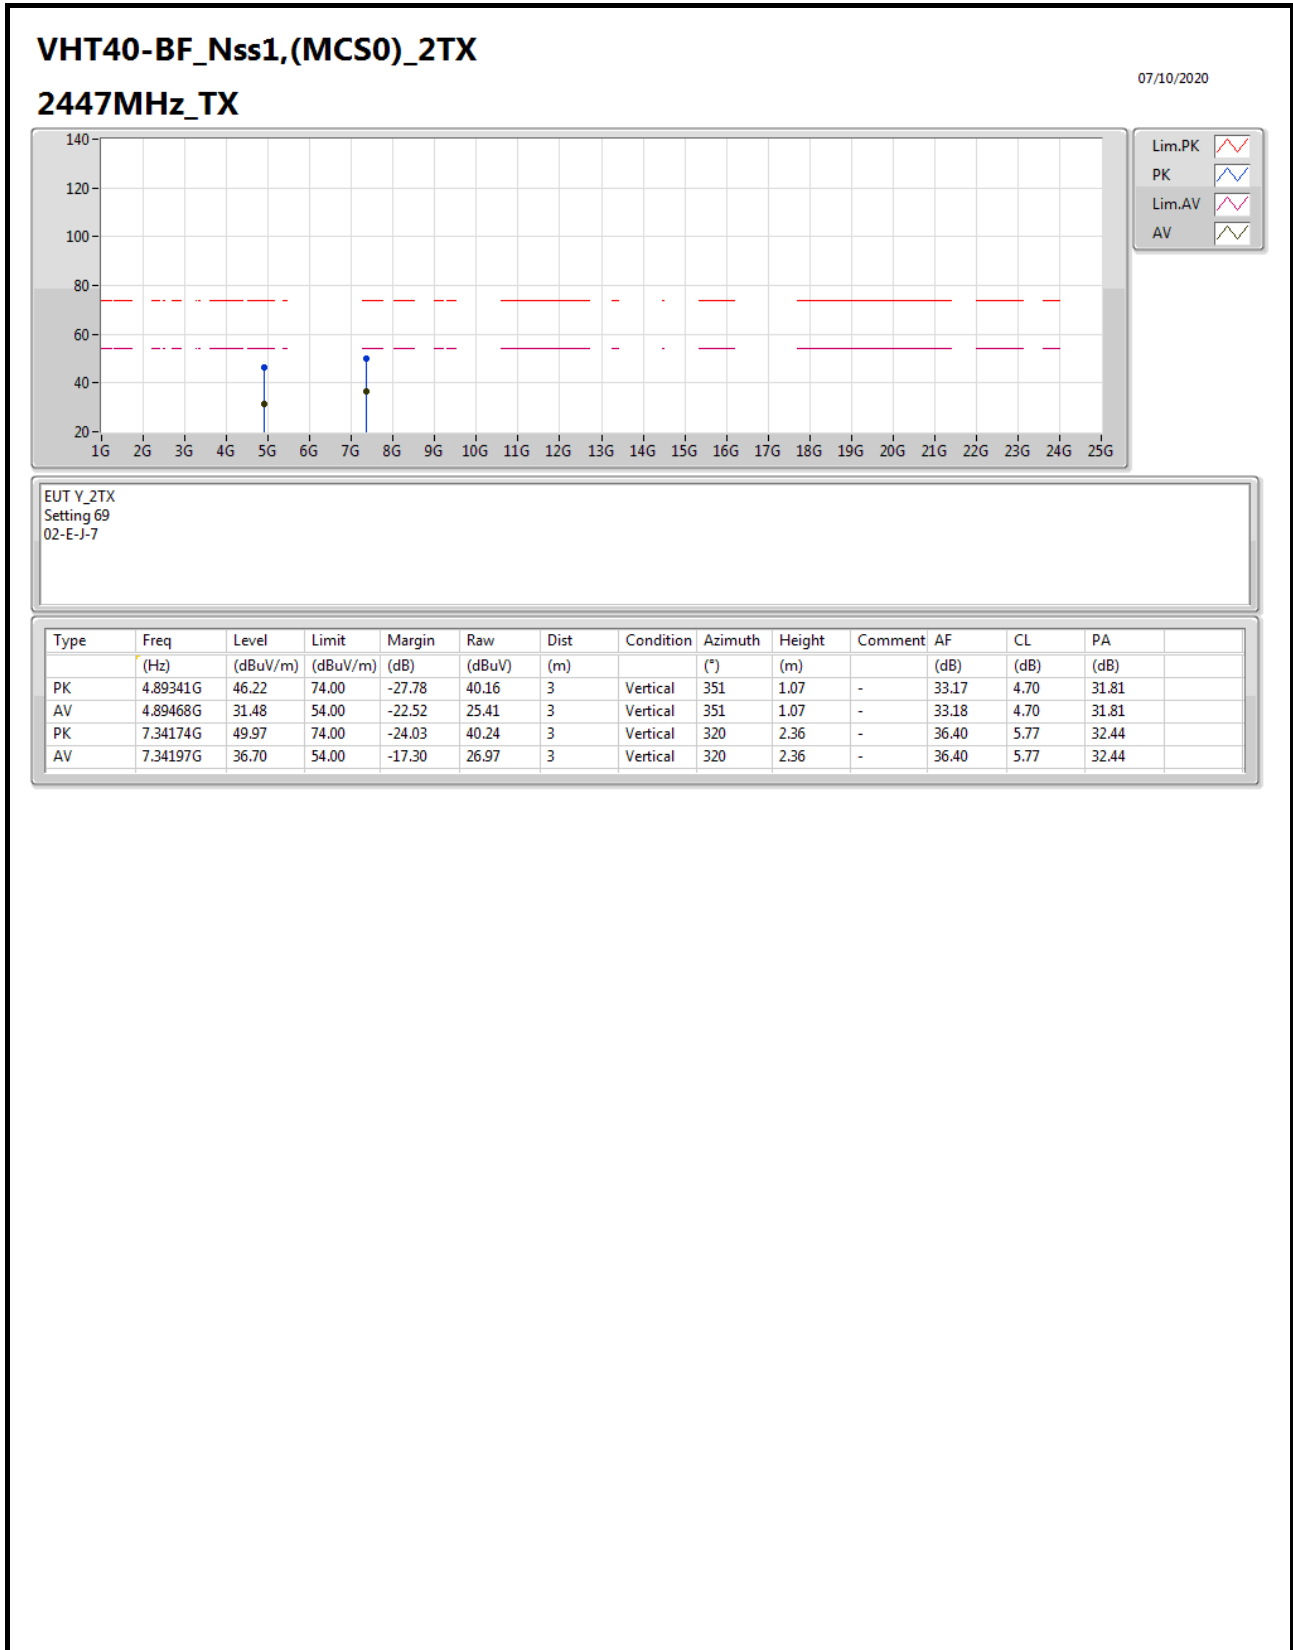 VHT40-BF_Nss1,(MCS0)_2TX
07/10/2020
2447MHz_TX
140
120
100
80
60
40
20
1G 2G 3G 4G 5G 6G 7G 8G 9G 10G 11G 12G 13G 14G 15G 16G 17G 18G 19G 20G 21G 22G 23G 24G 25G
Lim.PK
PK
Lim.AV
AV
EUT Y_2TX
Setting 69
02-E-J-7
Type Freq Level Limit Margin Raw Dist Condition Azimuth Height Comment AF CL PA
(Hz) (dBuV/m) (dBuV/m) (dB) (dBuV) (m) (°) (m) (dB) (dB) (dB)
PK 4.89341G 46.22 74.00 -27.78 40.16 3 Vertical 351 1.07 - 33.17 4.70 31.81
AV 4.89468G 31.48 54.00 -22.52 25.41 3 Vertical 351 1.07 - 33.18 4.70 31.81
PK 7.34174G 49.97 74.00 -24.03 40.24 3 Vertical 320 2.36 - 36.40 5.77 32.44
AV 7.34197G 36.70 54.00 -17.30 26.97 3 Vertical 320 2.36 - 36.40 5.77 32.44